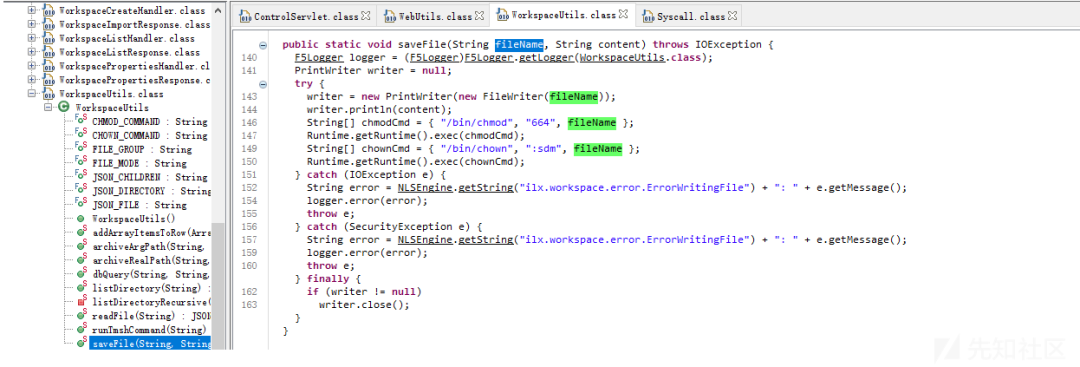 WorkspaceCreateHandler.class
WorkspaceImportResponse.class
WorkspaceListHandler.class
WorkspaceListResponse.class
WorkspacePropertiesHandler.cl
WorkspacePropertiesResponse.c
WorkspaceUtils.class
WorkspaceUtils
CHMOD_COMMAND : String
CHOWN_COMMAND : String
FILE_GROUP : String
FILE_MODE : String
JSON_CHILDREN : String
JSON_DIRECTORY : String
JSON_FILE : String
WorkspaceUtils()
addArrayItemsToRow(Arra
archiveArgPath(String,
archiveRealPath(String,
dbQuery(String, String,
listDirectory(String) :
listDirectoryRecursive(
readFile(String) : JSON
runTmshCommand(String)
saveFile(String, String
ControlServlet.class WebUtils.class WorkspaceUtils.class Syscall.class
public static void saveFile(String fileName, String content) throws IOException {
140 F5Logger logger = (F5Logger)F5Logger.getLogger(WorkspaceUtils.class);
141 PrintWriter writer = null;
try {
143 writer = new PrintWriter(new FileWriter(fileName));
144 writer.println(content);
146 String[] chmodCmd = { "/bin/chmod", "664", fileName };
147 Runtime.getRuntime().exec(chmodCmd);
149 String[] chownCmd = { "/bin/chown", ":sdm", fileName };
150 Runtime.getRuntime().exec(chownCmd);
151 } catch (IOException e) {
152 String error = NLSEngine.getString("ilx.workspace.error.ErrorWritingFile") + ": " + e.getMessage();
154 logger.error(error);
155 throw e;
156 } catch (SecurityException e) {
157 String error = NLSEngine.getString("ilx.workspace.error.ErrorWritingFile") + ": " + e.getMessage();
159 logger.error(error);
160 throw e;
} finally {
162 if (writer != null)
163 writer.close();
}
}
先知社区